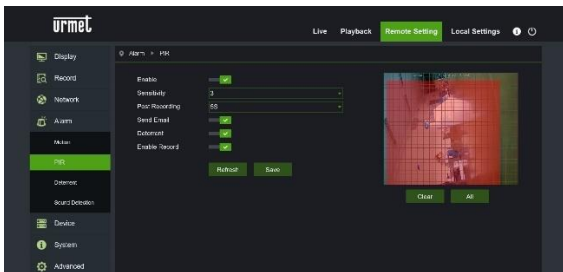 urmet
Live Playback Remote Setting Local Settings
Display
Record
Network
Alarm
Motion
PIR
Deterrent
Sound Detection
Device
System
Advanced
Alarm > PIR
Enable
Sensitivity 3
Post Recording 5S
Send Email
Deterrent
Enable Record
Refresh Save
Clear All